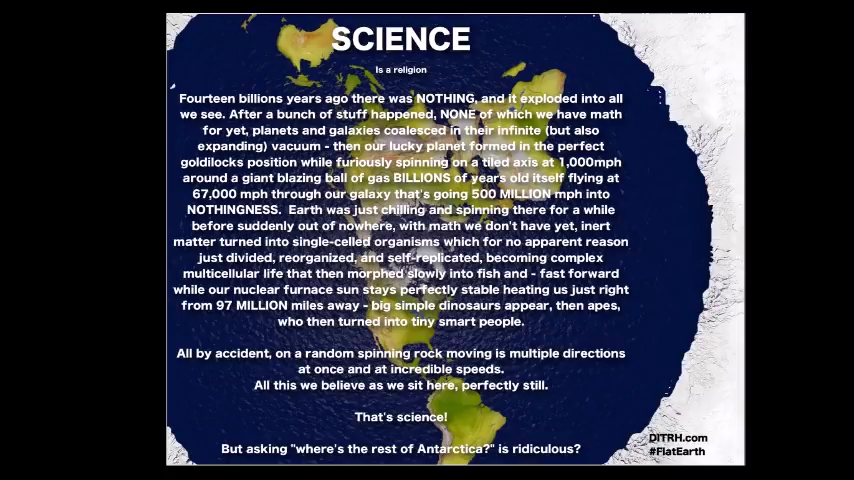 SCIENCE
Is a religion
Fourteen billions years ago there was NOTHING, and it exploded into all
we see. After a bunch of stuff happened, NONE of which we have math
for yet, planets and galaxies coalesced in their infinite (but also
expanding) vacuum - then our lucky planet formed in the perfect
goldilocks position while furiously spinning on a tiled axis at 1,000mph
around a giant blazing ball of gas BILLIONS of years old itself flying at
67,000 mph through our galaxy that's going 500 MILLION mph into
NOTHINGNESS. Earth was just chilling and spinning there for a while
before suddenly out of nowhere, with math we don't have yet, inert
matter turned into single-celled organisms which for no apparent reason
just divided, reorganized, and self-replicated, becoming complex
multicellular life that then morphed slowly into fish and - fast forward
while our nuclear furnace sun stays perfectly stable heating us just right
from 97 MILLION miles away - big simple dinosaurs appear, then apes,
who then turned into tiny smart people.
All by accident, on a random spinning rock moving is multiple directions
at once and at incredible speeds.
All this we believe as we sit here, perfectly still.
That's science!
But asking "where's the rest of Antarctica?" is ridiculous?
DITRH.com
#FlatEarth